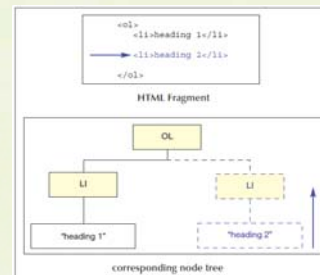 <ol>
<li>heading 1</li>
<li>heading 2</li>
</ol>
HTML Fragment
OL
LI
LI
"heading 1"
"heading 2"
corresponding node tree